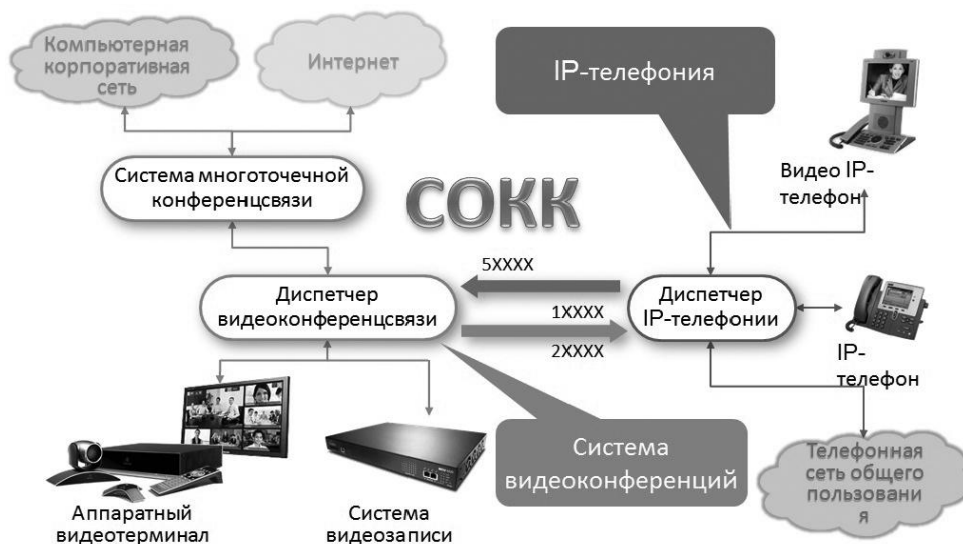 Компьютерная
корпоративная
сеть
Интернет
IP-телефония
Система многоточечной
конференцсвязи
СОКК
Видео IP-
телефон
5XXXX
Диспетчер
видеоконференцсвязи
1XXXX
2XXXX
Диспетчер
IP-телефонии
IP-
телефон
Система
видеоконференций
Телефонная
сеть общего
пользовани
я
Аппаратный
видеотерминал
Система
видеозаписи